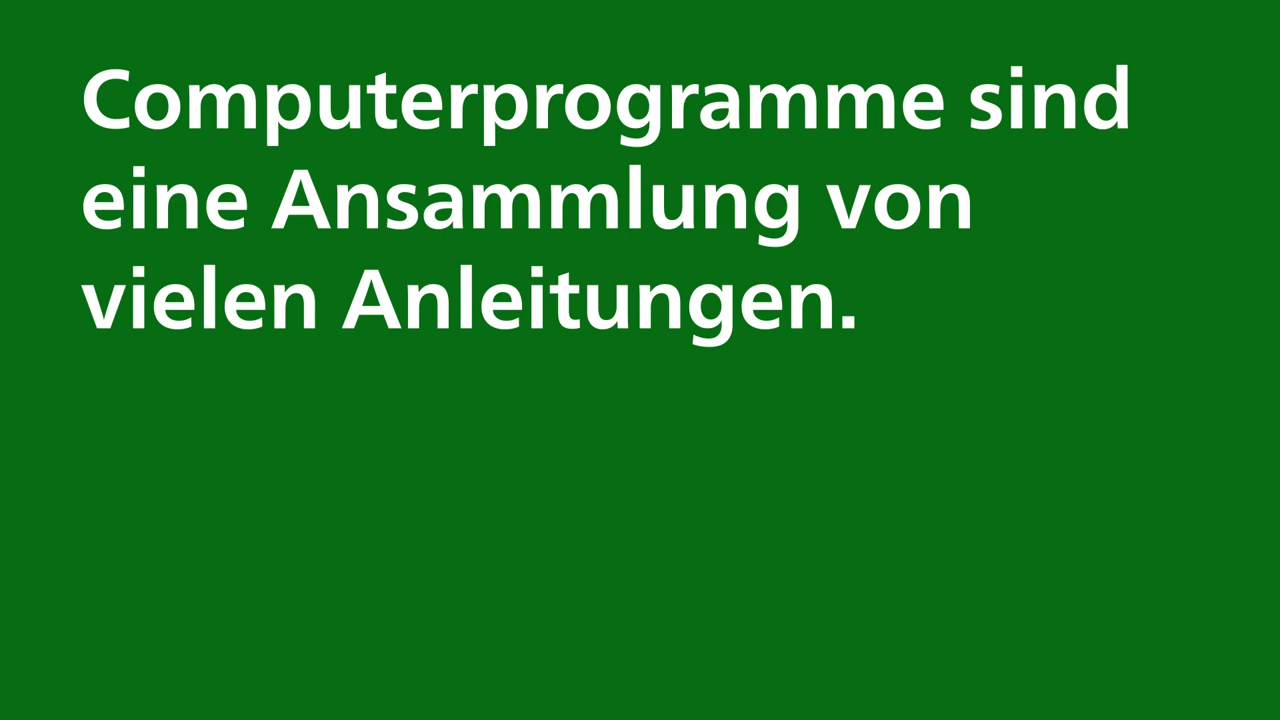 Computerprogramme sind
eine Ansammlung von
vielen Anleitungen.